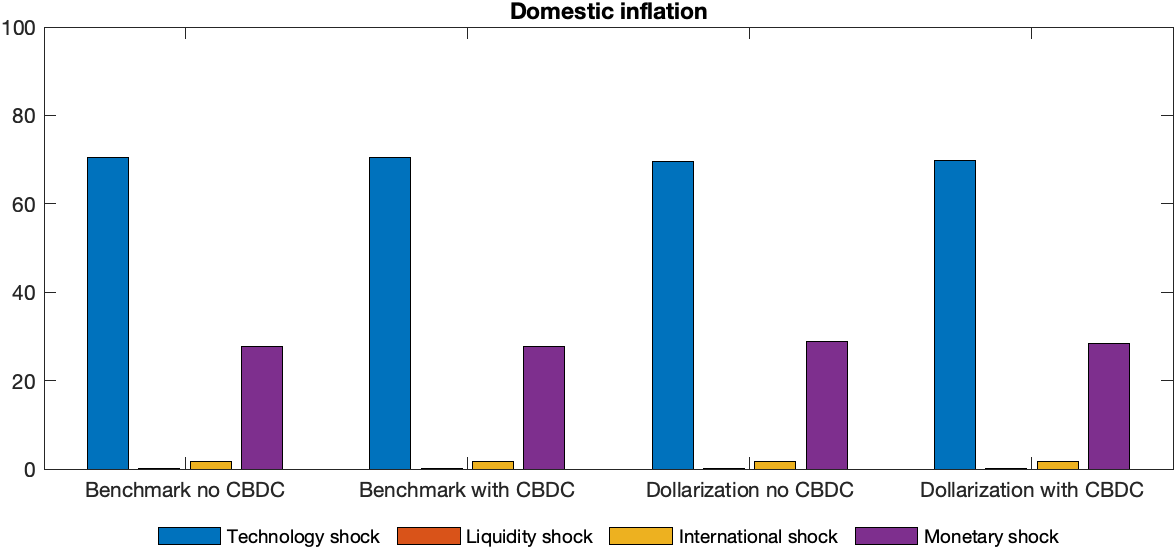 Domestic inflation
100
80
60
40
20
0
Benchmark no CBDC Benchmark with CBDC Dollarization no CBDC Dollarization with CBDC
Technology shock Liquidity shock International shock Monetary shock